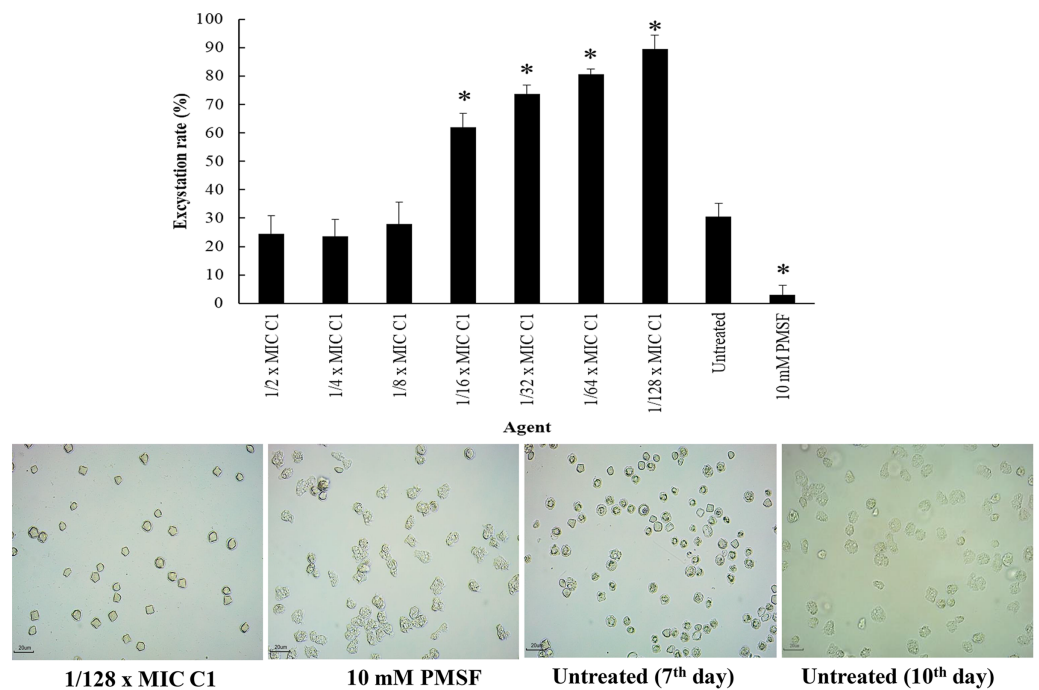 100
90
80
70
60
50
40
30
20
10
0
Excystation rate (%)
* * * * *
1/2 x MIC C1
1/4 x MIC C1
1/8 x MIC C1
1/16 x MIC C1
1/32 x MIC C1
1/64 x MIC C1
1/128 x MIC C1
Untreated
10 mM PMSF
Agent
20um 20um 20um
1/128 x MIC C1
10 mM PMSF
Untreated (7th day)
Untreated (10th day)